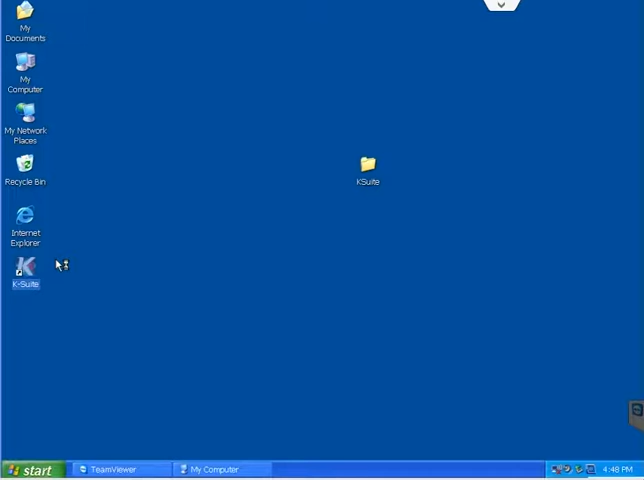 My
Documents
My
Computer
My Network
Places
Recycle Bin
Internet
Explorer
K-Suite
KSuite
start
TeamViewer
My Computer
4:48 PM